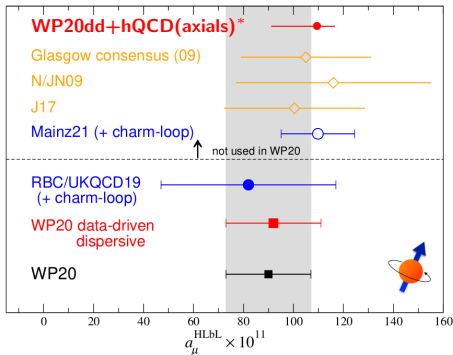 WP20dd+hQCD(axials)*
Glasgow consensus (09)
N/JN09
J17
Mainz21 (+ charm-loop)
not used in WP20
RBC/UKQCD19
(+ charm-loop)
WP20 data-driven
dispersive
WP20
0 20 40 60 80 100 120 140 160
a_μ^HLbL × 10^11